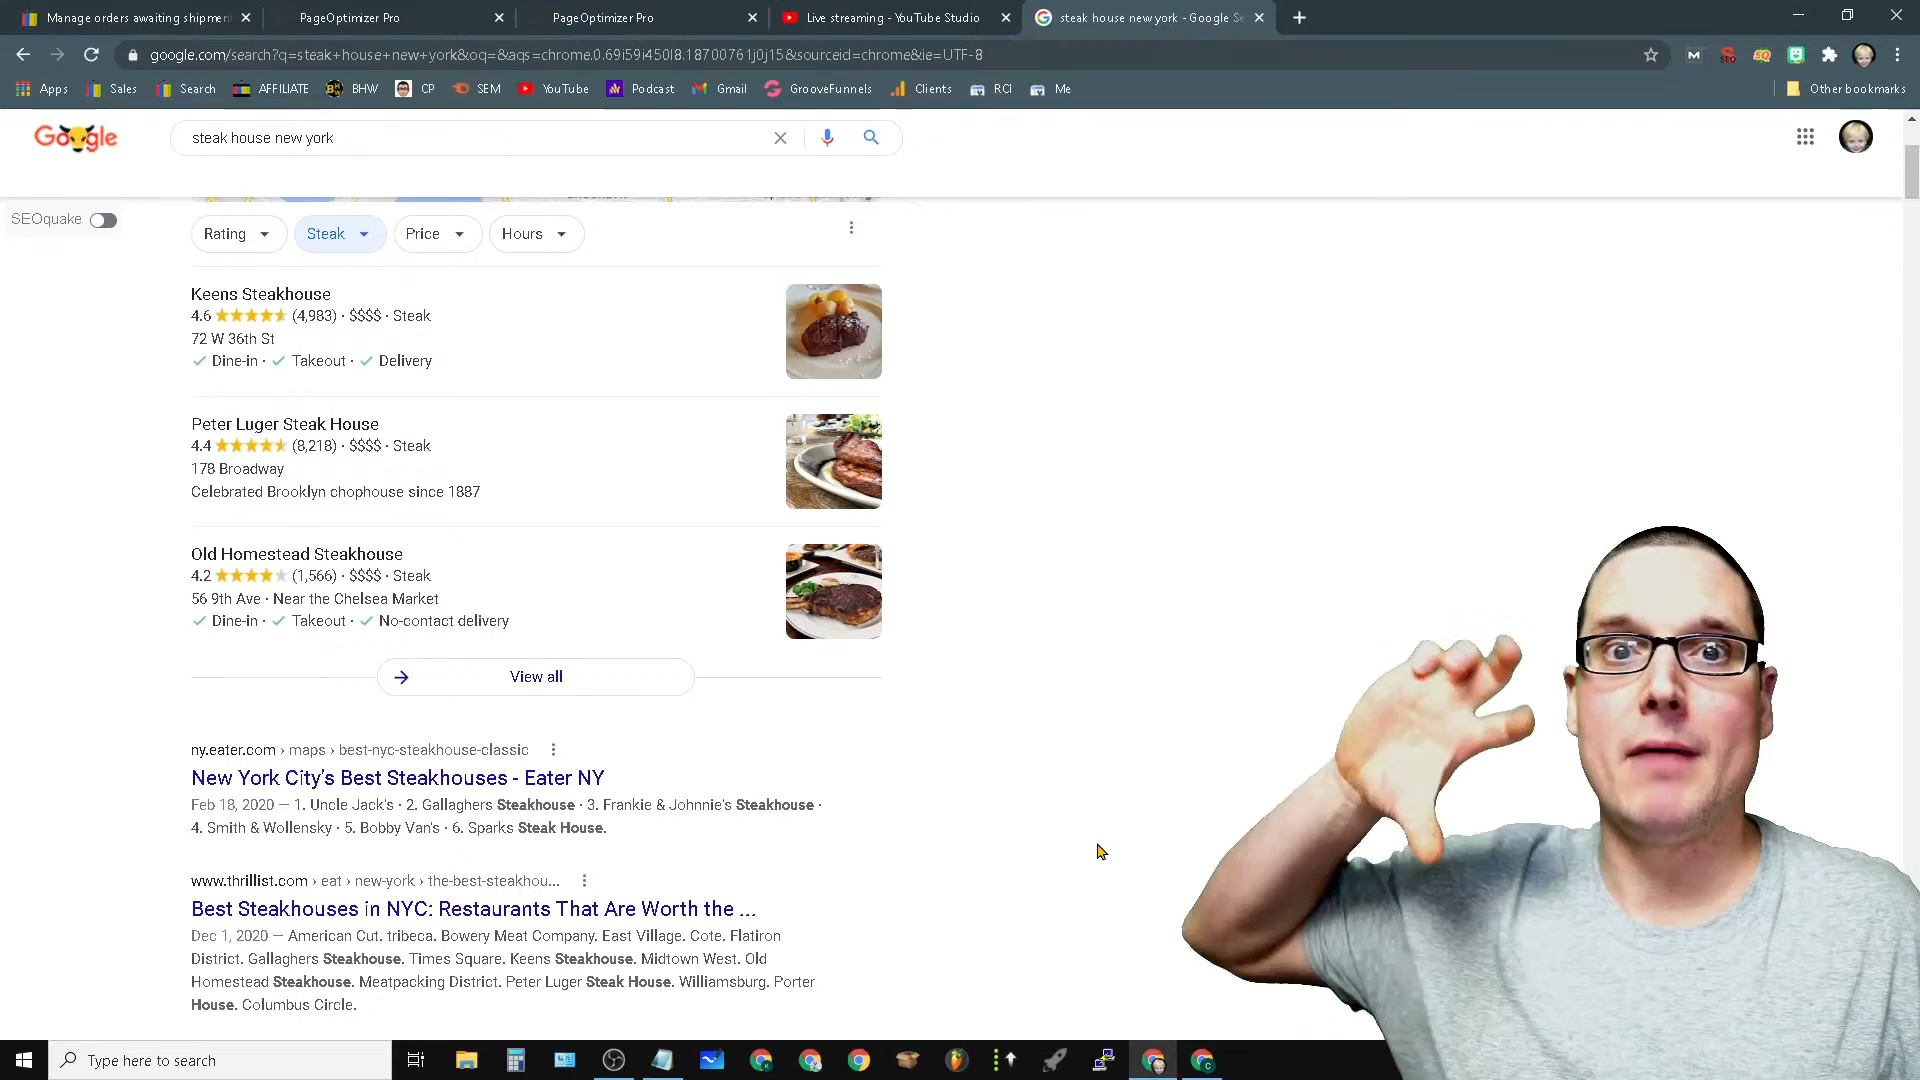 Manage orders awaiting shipmen
PageOptimizer Pro
PageOptimizer Pro
Live streaming - YouTube Studio
steak house new york - Google Se
google.com/search?q=steak+house+new+york&oq=&aqs=chrome.0.69i59i450l8.18700761j0j15&sourceid=chrome&ie=UTF-8
Apps
Sales
Search
AFFILIATE
BHW
CP
SEM
YouTube
Podcast
Gmail
GrooveFunnels
Clients
RCI
Me
Other bookmarks
Google
steak house new york
SEOquake
Rating
Steak
Price
Hours
Keens Steakhouse
4.6 (4,983) · $$$$ · Steak
72 W 36th St
Dine-in · Takeout · Delivery
Peter Luger Steak House
4.4 (8,218) · $$$$ · Steak
178 Broadway
Celebrated Brooklyn chophouse since 1887
Old Homestead Steakhouse
4.2 (1,566) · $$$$ · Steak
56 9th Ave · Near the Chelsea Market
Dine-in · Takeout · No-contact delivery
View all
ny.eater.com › maps › best-nyc-steakhouse-classic
New York City's Best Steakhouses - Eater NY
Feb 18, 2020 — 1. Uncle Jack's · 2. Gallaghers Steakhouse · 3. Frankie & Johnnie's Steakhouse ·
4. Smith & Wollensky · 5. Bobby Van's · 6. Sparks Steak House.
www.thrillist.com › eat › new-york › the-best-steakhou...
Best Steakhouses in NYC: Restaurants That Are Worth the ...
Dec 1, 2020 — American Cut. tribeca. Bowery Meat Company. East Village. Cote. Flatiron
District. Gallaghers Steakhouse. Times Square. Keens Steakhouse. Midtown West. Old
Homestead Steakhouse. Meatpacking District. Peter Luger Steak House. Williamsburg. Porter
House. Columbus Circle.
Type here to search